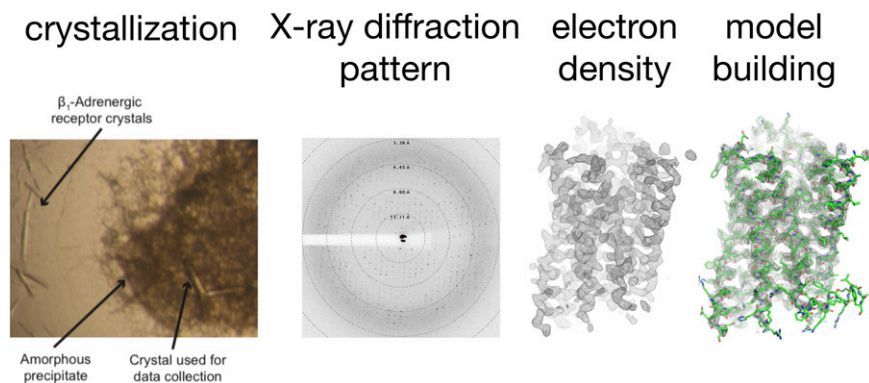 crystallization
X-ray diffraction
pattern
electron
density
model
building
β₁-Adrenergic
receptor crystals
Amorphous
precipitate
Crystal used for
data collection